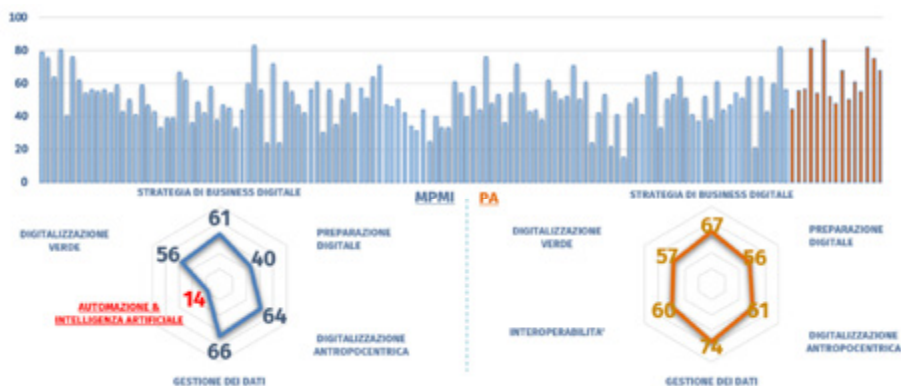 100
80
60
40
20
0
STRATEGIA DI BUSINESS DIGITALE
MPMI
PA
STRATEGIA DI BUSINESS DIGITALE
DIGITALIZZAZIONE
VERDE
61
PREPARAZIONE
DIGITALE
56
40
AUTOMAZIONE &
INTELLIGENZA ARTIFICIALE
14
64
66
DIGITALIZZAZIONE
ANTROPOCENTRICA
GESTIONE DEI DATI
DIGITALIZZAZIONE
VERDE
67
PREPARAZIONE
DIGITALE
57
56
60
61
INTEROPERABILITA'
74
DIGITALIZZAZIONE
ANTROPOCENTRICA
GESTIONE DEI DATI